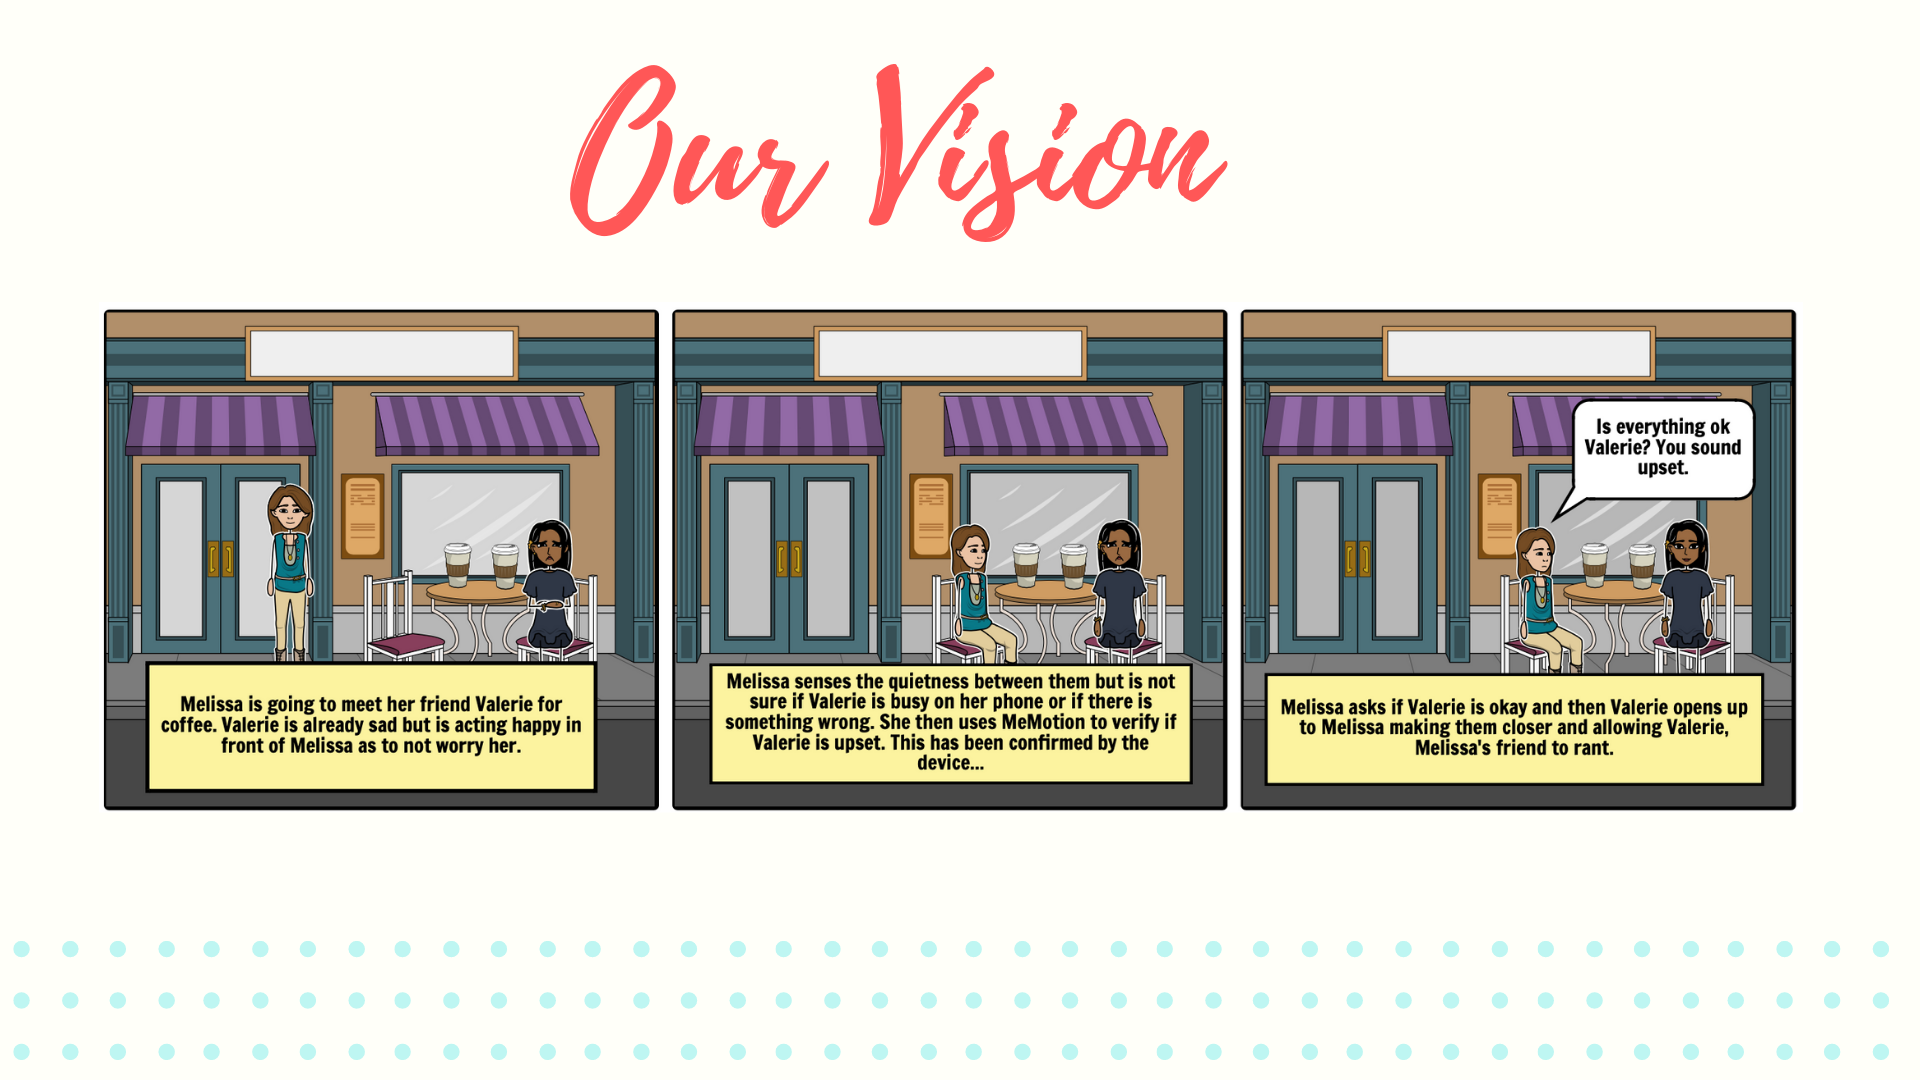 Our Vision
Melissa is going to meet her friend Valerie for
coffee. Valerie is already sad but is acting happy in
front of Melissa as to not worry her.
Melissa senses the quietness between them but is not
sure if Valerie is busy on her phone or if there is
something wrong. She then uses MeMotion to verify if
Valerie is upset. This has been confirmed by the
device...
Is everything ok
Valerie? You sound
upset.
Melissa asks if Valerie is okay and then Valerie opens up
to Melissa making them closer and allowing Valerie,
Melissa's friend to rant.